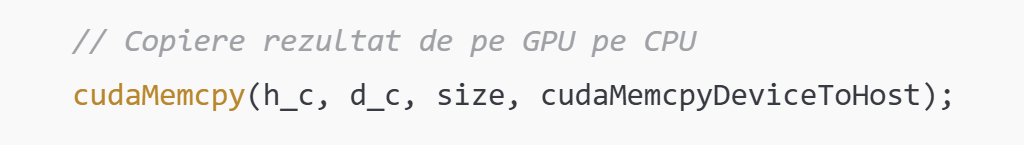 // Copiere rezultat de pe GPU pe CPU
cudaMemcpy(h_c, d_c, size, cudaMemcpyDeviceToHost);